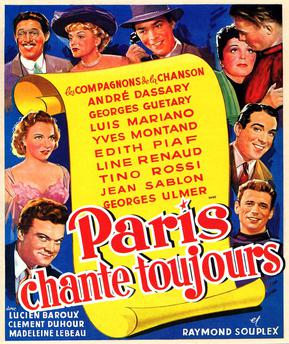 les COMPAGNONS de la CHANSON
ANDRÉ DASSARY
GEORGES GUETARY
LUIS MARIANO
YVES MONTAND
EDITH PIAF
LINE RENAUD
TINO ROSSI
JEAN SABLON
GEORGES ULMER
Paris
chante toujours
avec
LUCIEN BAROUX
CLEMENT DUHOUR
MADELEINE LEBEAU
et
RAYMOND SOUPLEX